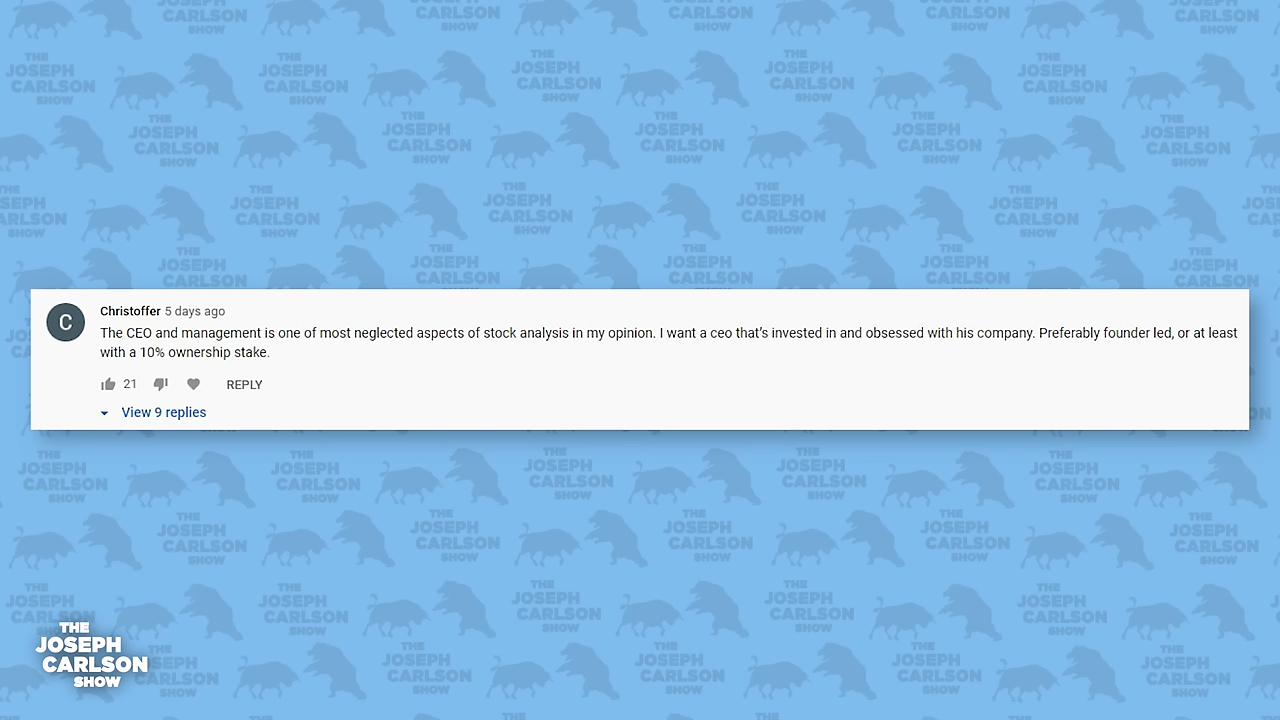 C
Christoffer 5 days ago
The CEO and management is one of most neglected aspects of stock analysis in my opinion. I want a ceo that's invested in and obsessed with his company. Preferably founder led, or at least
with a 10% ownership stake.
21 REPLY
View 9 replies
THE
JOSEPH
CARLSON
SHOW